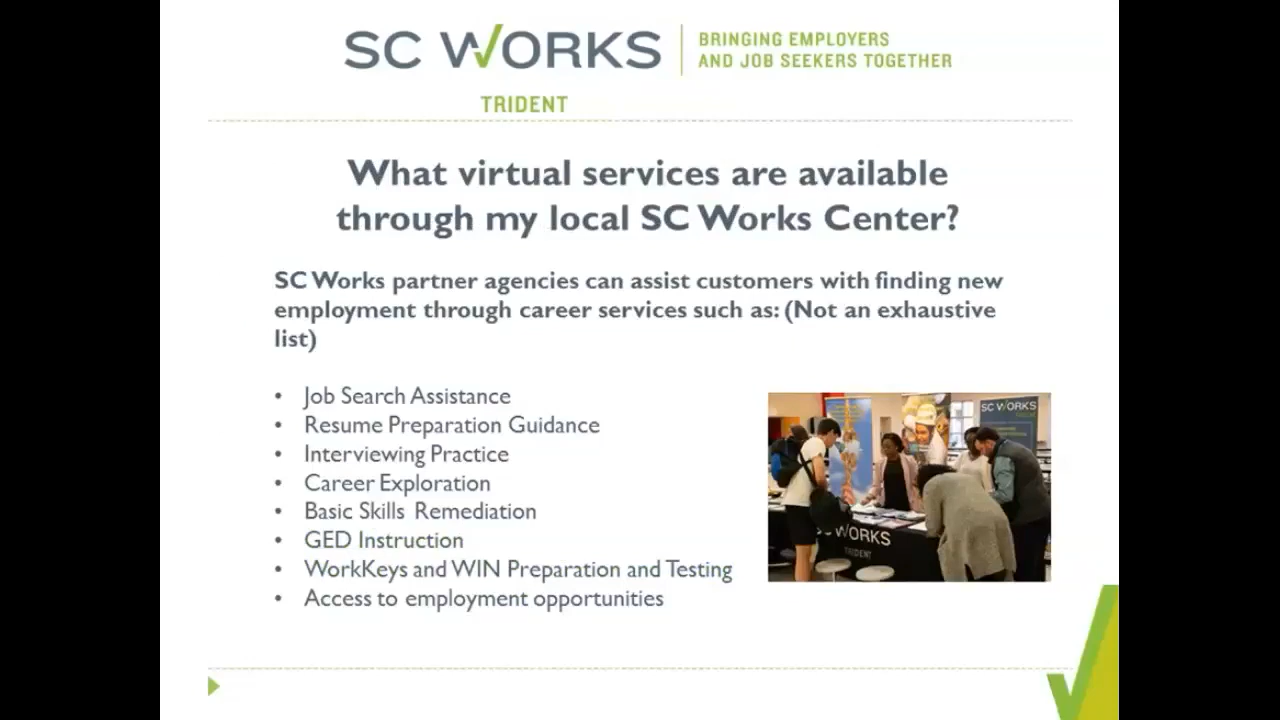 SC WORKS
BRINGING EMPLOYERS
AND JOB SEEKERS TOGETHER
TRIDENT
What virtual services are available
through my local SC Works Center?
SC Works partner agencies can assist customers with finding new
employment through career services such as: (Not an exhaustive
list)
• Job Search Assistance
• Resume Preparation Guidance
• Interviewing Practice
• Career Exploration
• Basic Skills Remediation
• GED Instruction
• WorkKeys and WIN Preparation and Testing
• Access to employment opportunities
SC WORKS
SC WORKS
TRIDENT